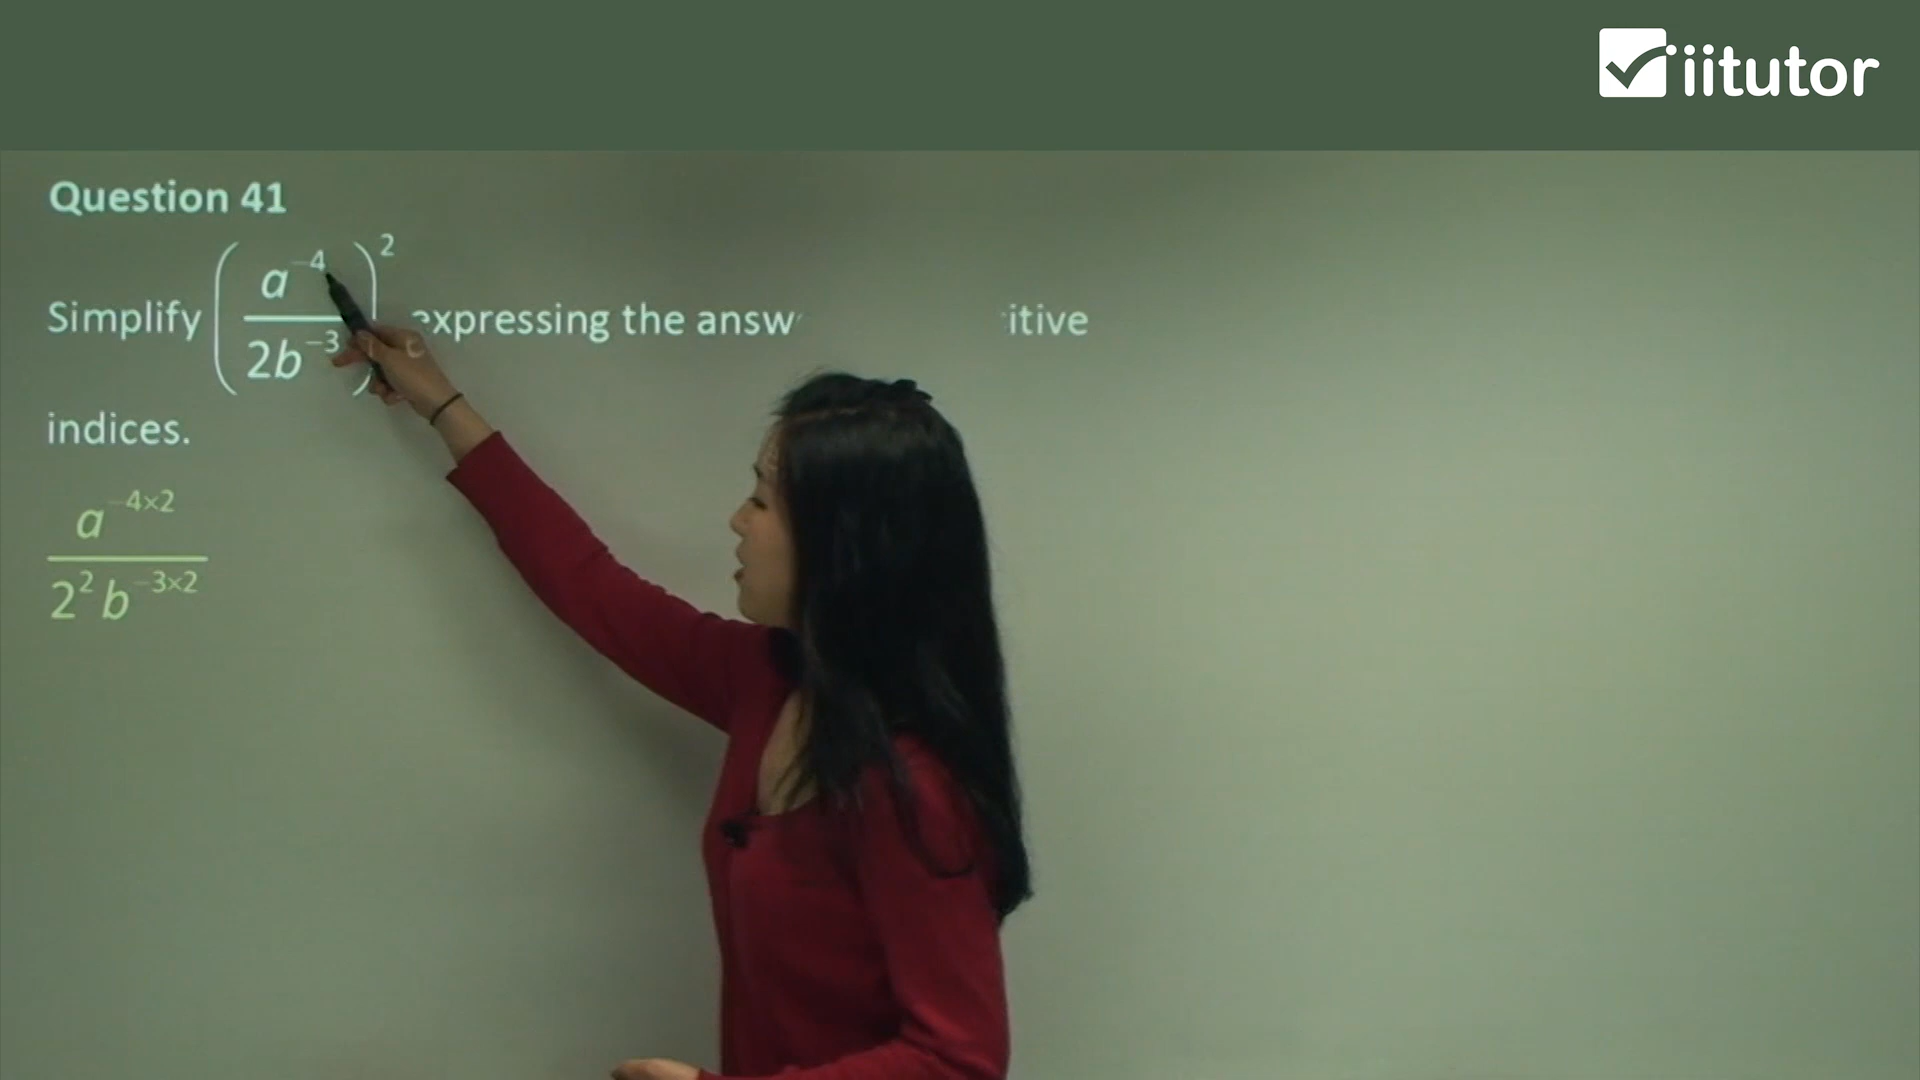 iitutor
Question 41
Simplify (a^-4 / 2b^-3)^2 expressing the answ itive
indices.
a^-4×2 / 2^2 b^-3×2